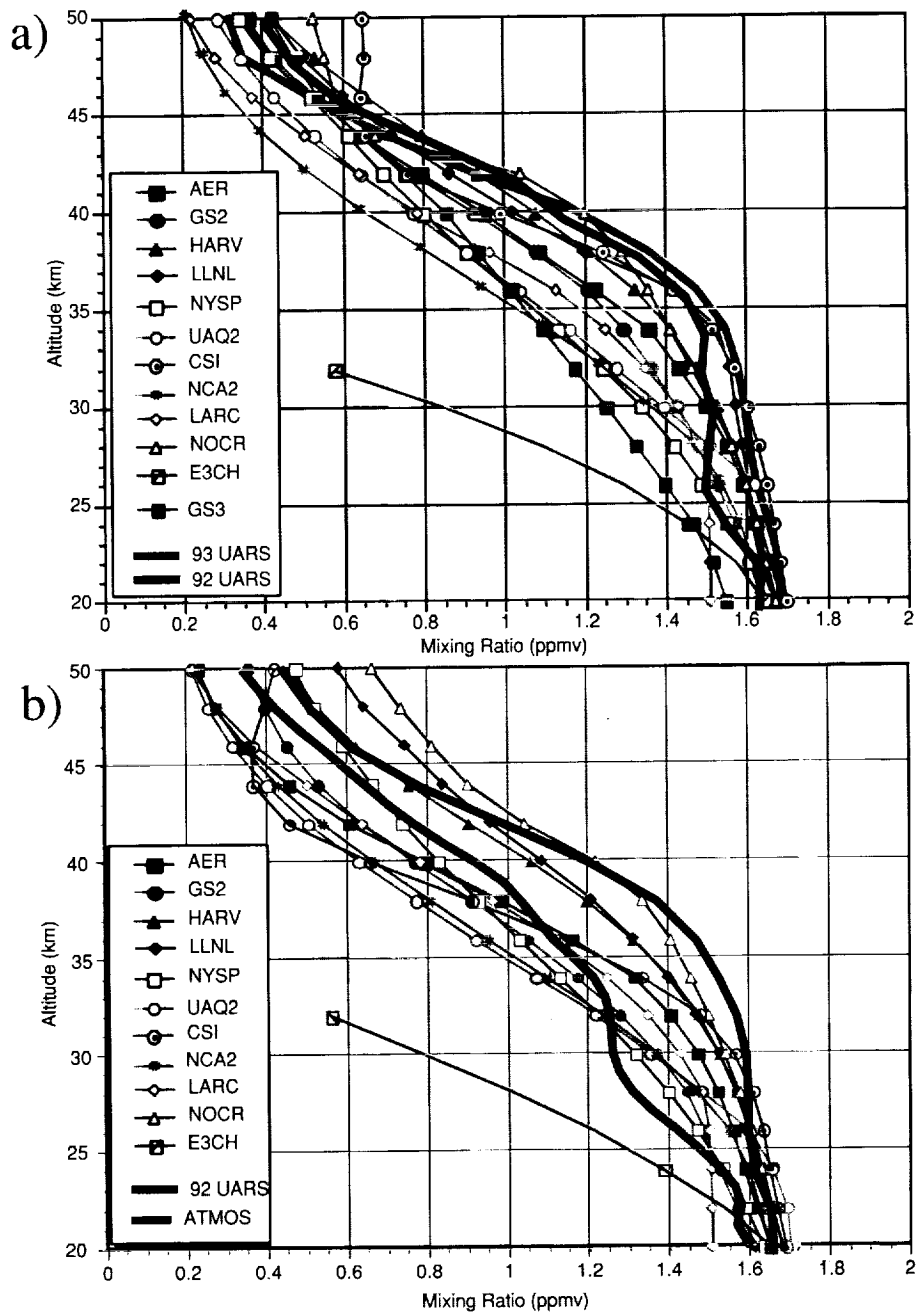 a)
50
45
40
35
30
25
20
Altitude (km)
AER
GS2
HARV
LLNL
NYSP
UAQ2
CSI
NCA2
LARC
NOCR
E3CH
GS3
93 UARS
92 UARS
0 0.2 0.4 0.6 0.8 1 1.2 1.4 1.6 1.8 2
Mixing Ratio (ppmv)
b)
50
45
40
35
30
25
20
Altitude (km)
AER
GS2
HARV
LLNL
NYSP
UAQ2
CSI
NCA2
LARC
NOCR
E3CH
92 UARS
ATMOS
0 0.2 0.4 0.6 0.8 1 1.2 1.4 1.6 1.8 2
Mixing Ratio (ppmv)